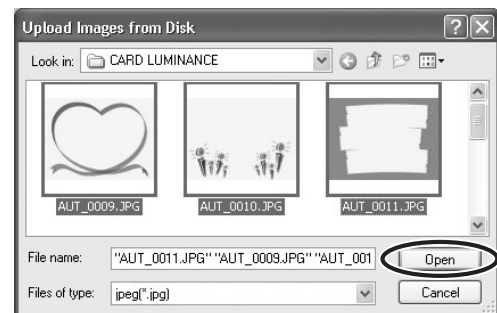 Upload Images from Disk
Look in: CARD LUMINANCE
AUT_0009.JPG AUT_0010.JPG AUT_0011.JPG
File name: "AUT_0011.JPG" "AUT_0009.JPG" "AUT_001 Open
Files of type: jpeg(*.jpg) Cancel